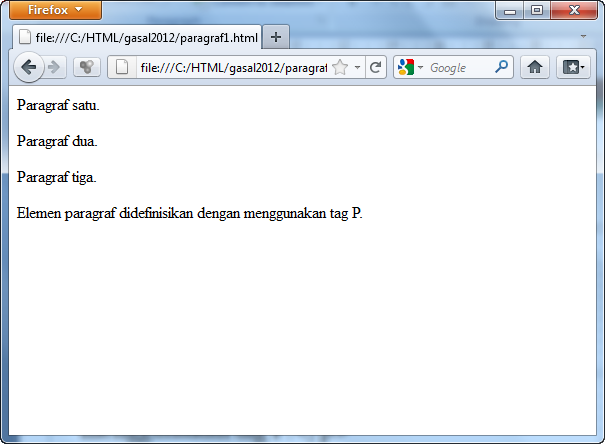 Firefox
file:///C:/HTML/gasal2012/paragraf1.html
file:///C:/HTML/gasal2012/paragraf
Google
Paragraf satu.
Paragraf dua.
Paragraf tiga.
Elemen paragraf didefinisikan dengan menggunakan tag P.